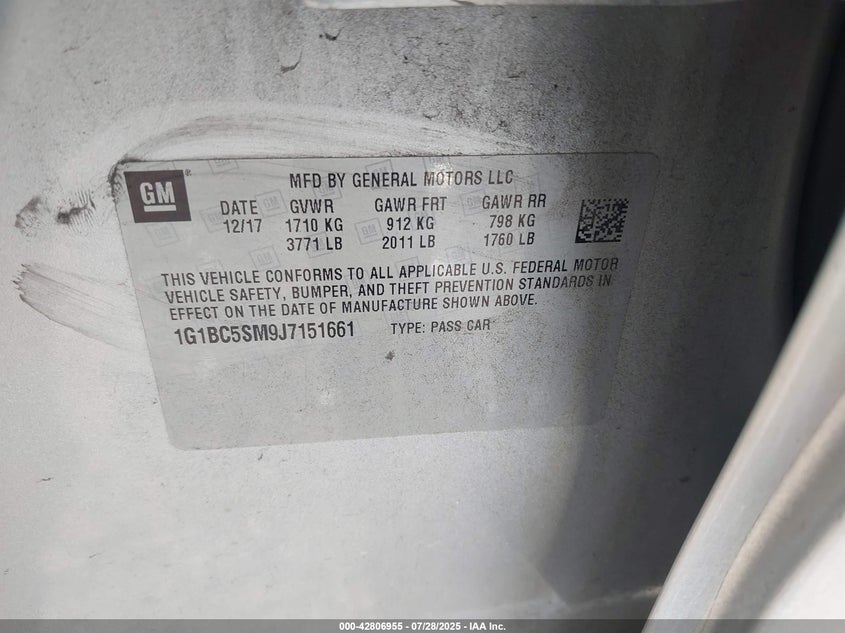 GM
MFD BY GENERAL MOTORS LLC
DATE GVWR GAWR FRT GAWR RR
12/17 1710 KG 912 KG 798 KG
3771 LB 2011 LB 1760 LB
THIS VEHICLE CONFORMS TO ALL APPLICABLE U.S. FEDERAL MOTOR
VEHICLE SAFETY, BUMPER, AND THEFT PREVENTION STANDARDS IN
EFFECT ON THE DATE OF MANUFACTURE SHOWN ABOVE.
1G1BC5SM9J7151661 TYPE: PASS CAR
000-42806955 | 07/28/2025 | IAA Inc.